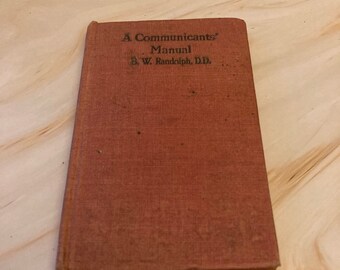 A Communicants'
Manual
B. W. Randolph, D.D.